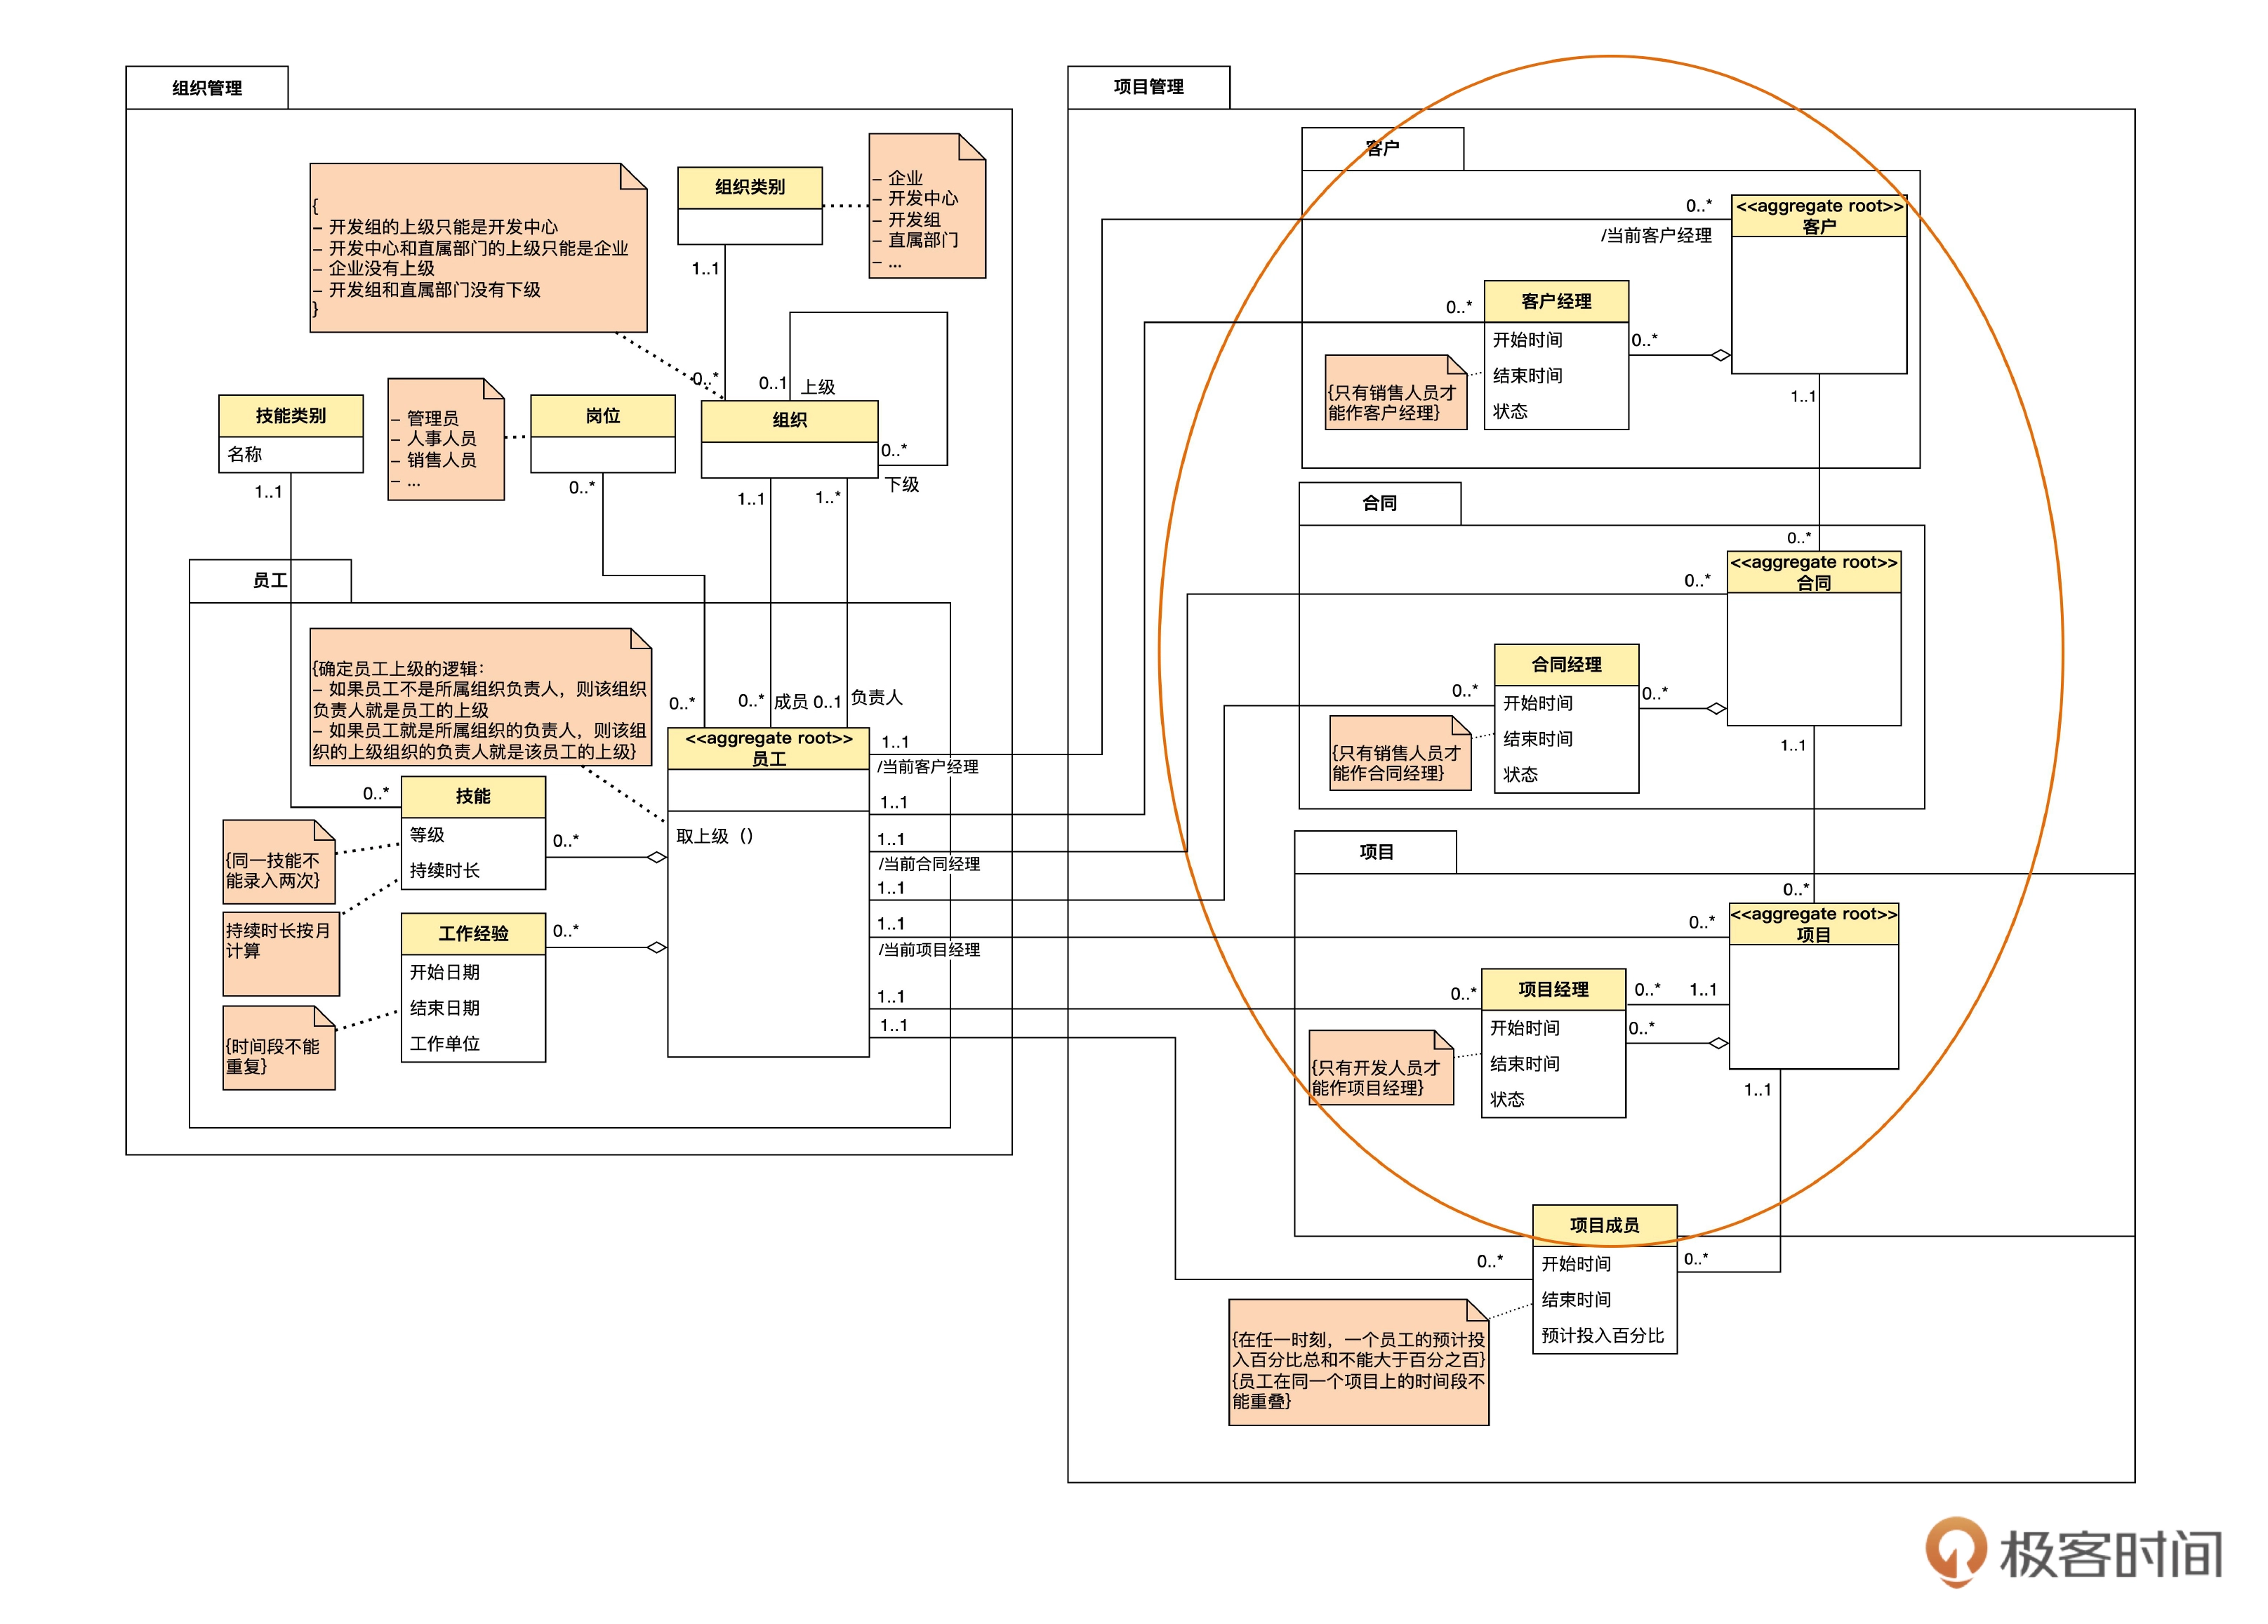 组织管理
{
– 开发组的上级只能是开发中心
– 开发中心和直属部门的上级只能是企业
– 企业没有上级
– 开发组和直属部门没有下级
}
组织类别
– 企业
– 开发中心
– 开发组
– 直属部门
– ...
1..1
0..*
0..1
上级
技能类别
名称
1..1
– 管理员
– 人事人员
– 销售人员
– ...
岗位
0..*
组织
0..*
下级
1..1
1..*
员工
{确定员工上级的逻辑：
– 如果员工不是所属组织负责人，则该组织
负责人就是员工的上级
– 如果员工就是所属组织的负责人，则该组
织的上级组织的负责人就是该员工的上级}
0..*
0..*
成员
0..1
负责人
<<aggregate root>>
员工
取上级（）
0..*
技能
等级
持续时长
0..*
{同一技能不
能录入两次}
持续时长按月
计算
工作经验
开始日期
结束日期
工作单位
0..*
{时间段不能
重复}
1..1
/当前客户经理
1..1
1..1
/当前合同经理
1..1
1..1
/当前项目经理
1..1
1..1
项目管理
客户
0..*
/当前客户经理
<<aggregate root>>
客户
0..*
客户经理
开始时间
结束时间
状态
0..*
{只有销售人员才
能作客户经理}
1..1
合同
0..*
0..*
<<aggregate root>>
合同
0..*
合同经理
开始时间
结束时间
状态
0..*
{只有销售人员才
能作合同经理}
1..1
项目
0..*
0..*
<<aggregate root>>
项目
0..*
项目经理
开始时间
结束时间
状态
0..*
1..1
0..*
{只有开发人员才
能作项目经理}
1..1
项目成员
开始时间
结束时间
预计投入百分比
0..*
0..*
{在任一时刻，一个员工的预计投
入百分比总和不能大于百分之百}
{员工在同一个项目上的时间段不
能重叠}
极客时间